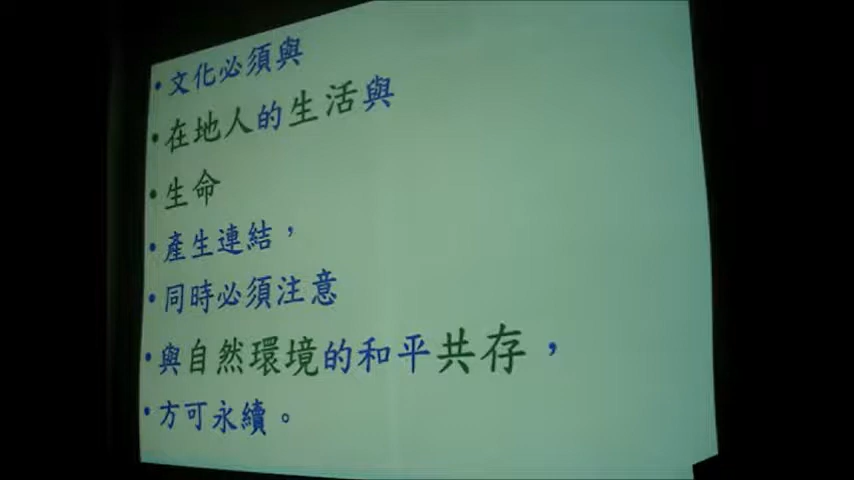 •文化必須與
•在地人的生活與
•生命
•產生連結，
•同時必須注意
•與自然環境的和平共存，
•方可永續。